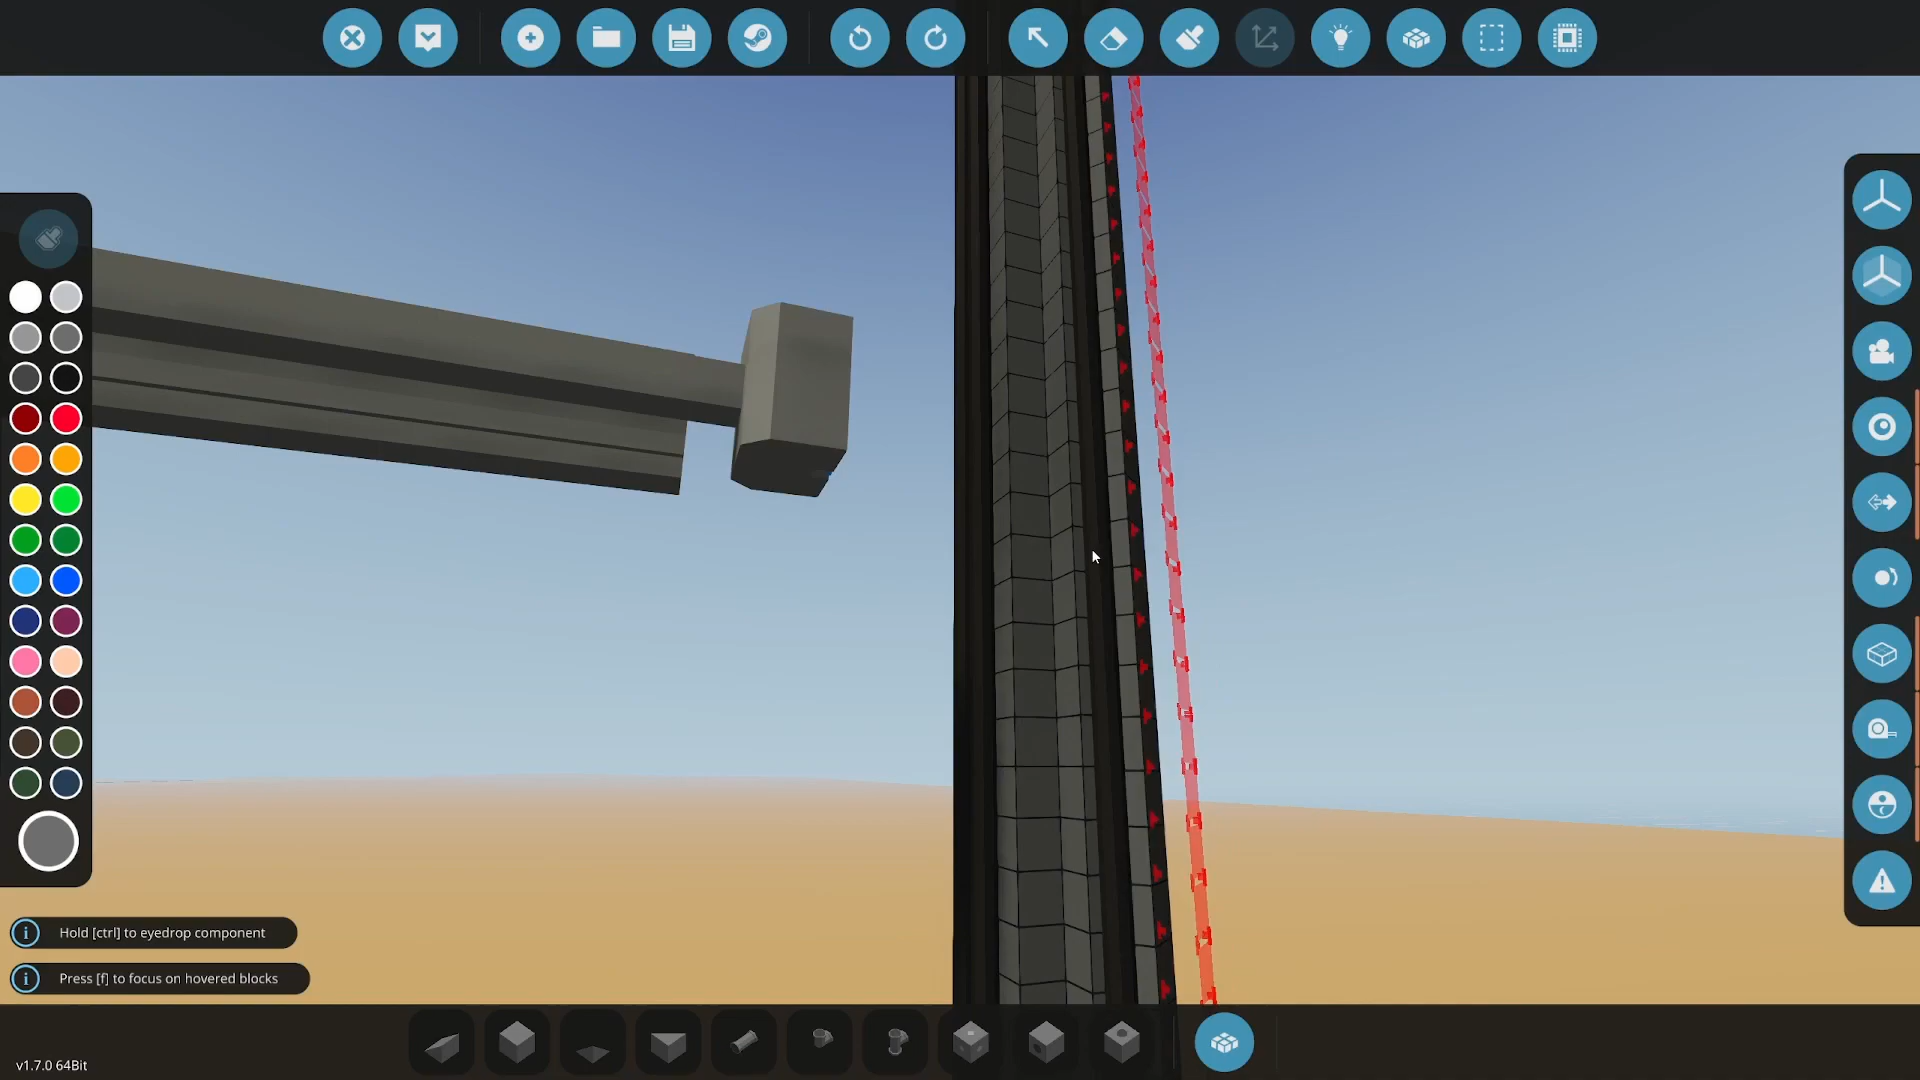 Hold [ctrl] to eyedrop component
Press [f] to focus on hovered blocks
v1.7.0 64Bit